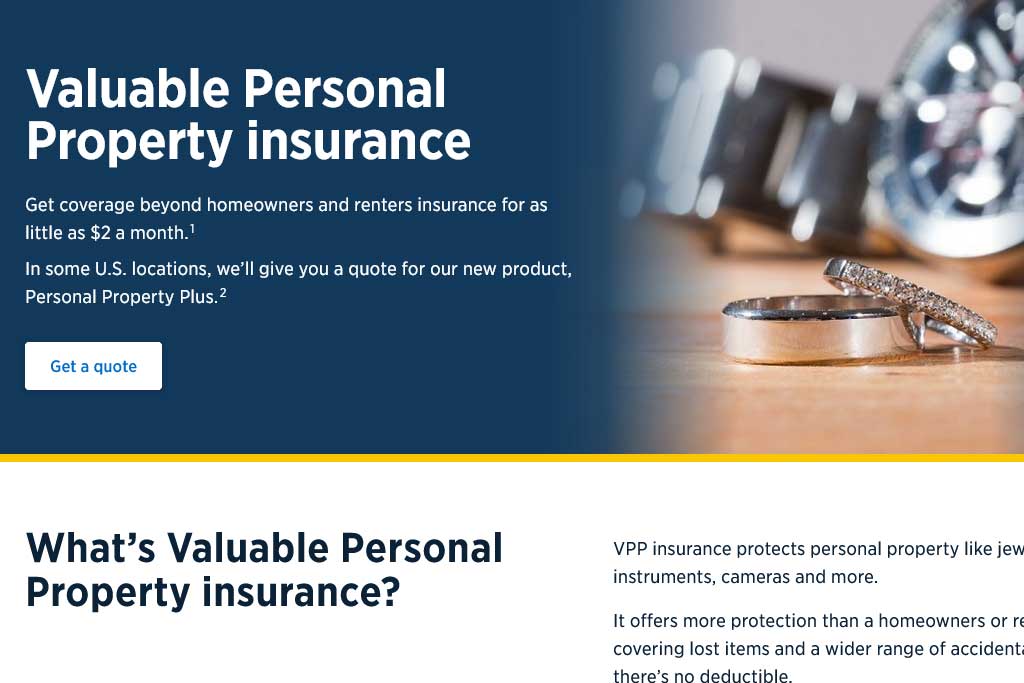 Valuable Personal
Property insurance
Get coverage beyond homeowners and renters insurance for as
little as $2 a month.1
In some U.S. locations, we’ll give you a quote for our new product,
Personal Property Plus.2
Get a quote
What’s Valuable Personal
Property insurance?
VPP insurance protects personal property like
instruments, cameras and more.
It offers more protection than a homeowners or
covering lost items and a wider range of
there’s no deductible.